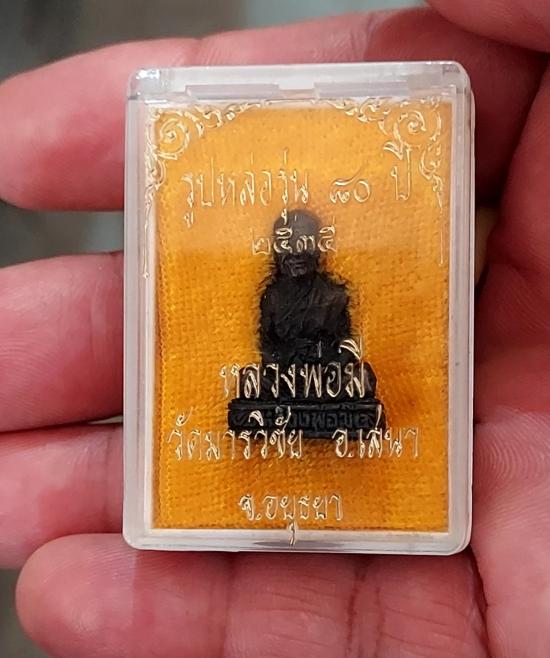 รูปหล่อรุ่น ๘๐ ปี
๒๕๓๕
หลวงพ่อมี
วัดมารวิชัย อ.เสนา
จ.อยุธยา